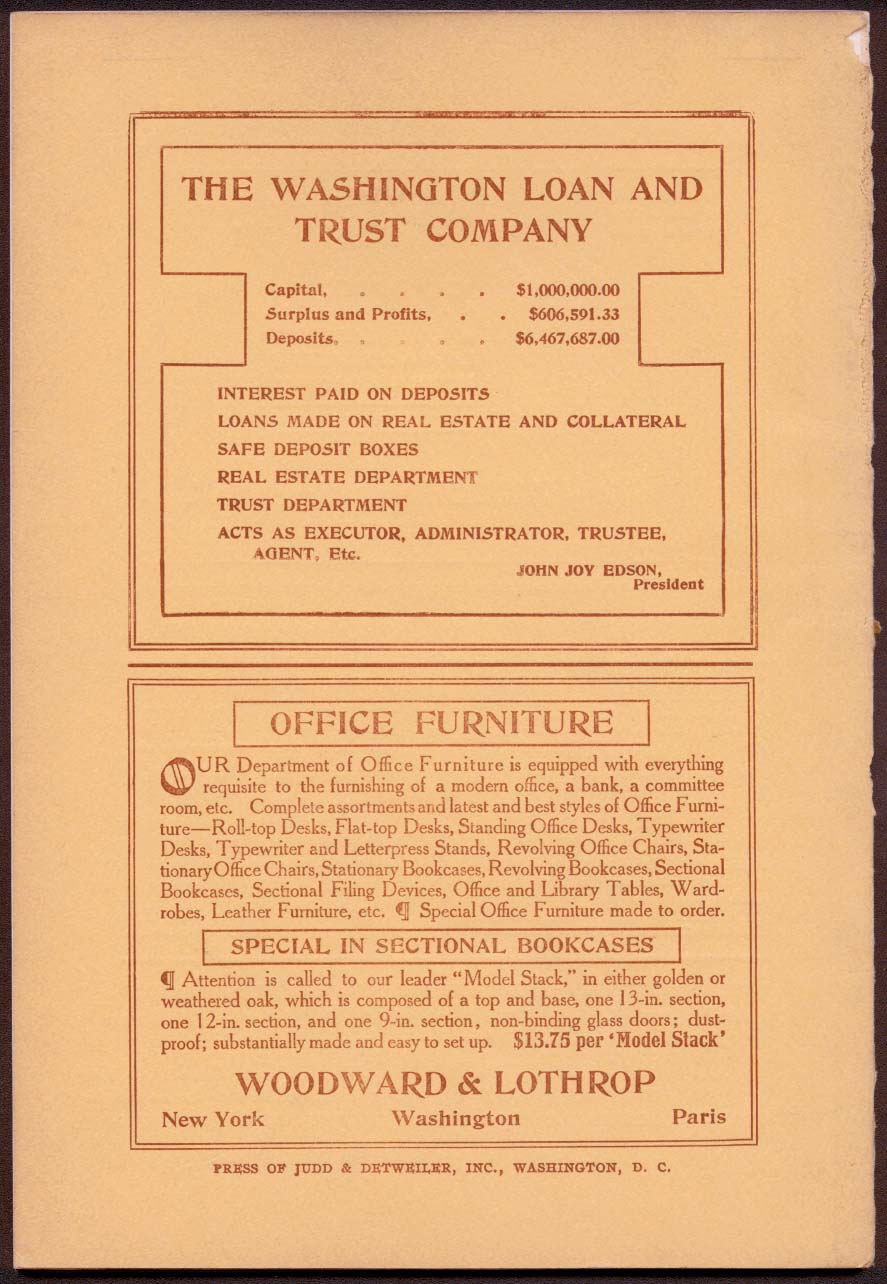 THE WASHINGTON LOAN AND
TRUST COMPANY
Capital, . . . . $1,000,000.00
Surplus and Profits, . . $606,591.33
Deposits. . . . . $6,467,687.00
INTEREST PAID ON DEPOSITS
LOANS MADE ON REAL ESTATE AND COLLATERAL
SAFE DEPOSIT BOXES
REAL ESTATE DEPARTMENT
TRUST DEPARTMENT
ACTS AS EXECUTOR, ADMINISTRATOR, TRUSTEE,
AGENT, Etc.
JOHN JOY EDSON,
President
OFFICE FURNITURE
OUR Department of Office Furniture is equipped with everything
requisite to the furnishing of a modern office, a bank, a committee
room, etc. Complete assortments and latest and best styles of Office Furni-
ture—Roll-top Desks, Flat-top Desks, Standing Office Desks, Typewriter
Desks, Typewriter and Letterpress Stands, Revolving Office Chairs, Sta-
tionary Office Chairs, Stationary Bookcases, Revolving Bookcases, Sectional
Bookcases, Sectional Filing Devices, Office and Library Tables, Ward-
robes, Leather Furniture, etc. ¶ Special Office Furniture made to order.
SPECIAL IN SECTIONAL BOOKCASES
¶ Attention is called to our leader “Model Stack,” in either golden or
weathered oak, which is composed of a top and base, one 13-in. section,
one 12-in. section, and one 9-in. section, non-binding glass doors; dust-
proof; substantially made and easy to set up. $13.75 per ‘Model Stack’
WOODWARD & LOTHROP
New York Washington Paris
PRESS OF JUDD & DETWEILER, INC., WASHINGTON, D. C.